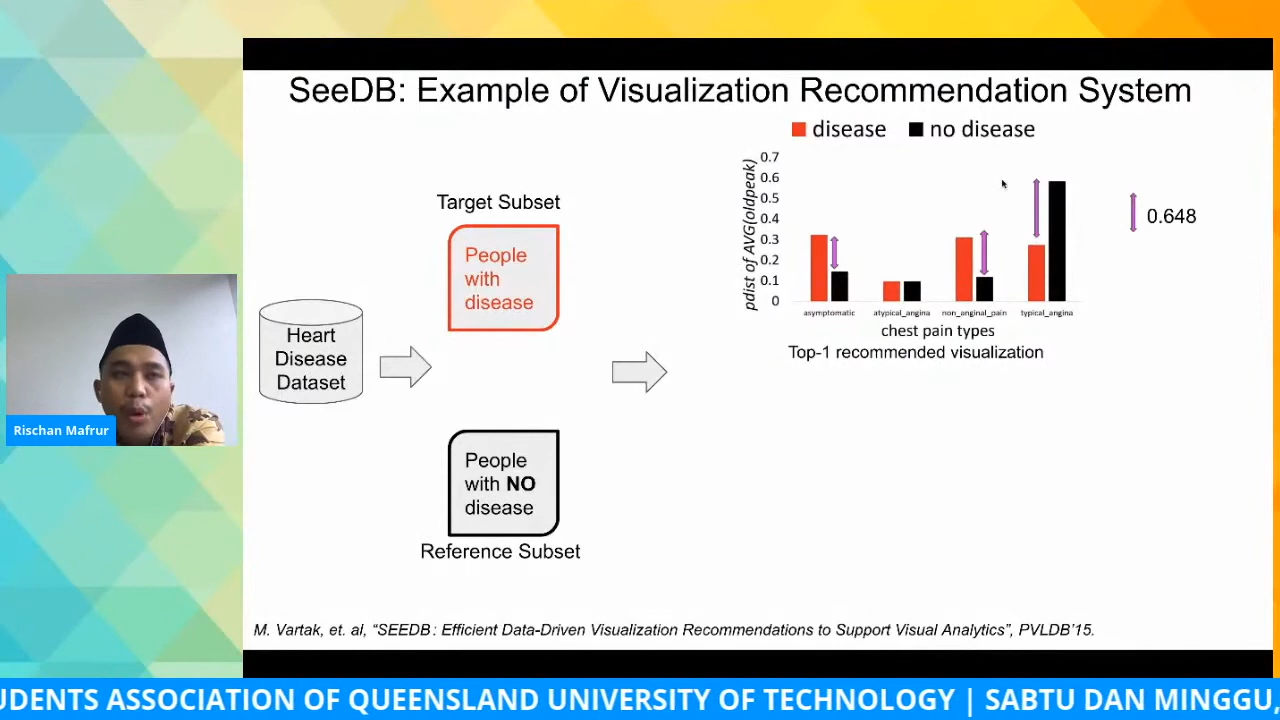 SeeDB: Example of Visualization Recommendation System
disease no disease
Target Subset
People
with
disease
Heart
Disease
Dataset
People
with NO
disease
Reference Subset
pdist of AVG(oldpeak)
0.7
0.6
0.5
0.4
0.3
0.2
0.1
0
asymptomatic atypical_angina non_anginal_pain typical_angina
chest pain types
Top-1 recommended visualization
0.648
Rischan Mafrur
M. Vartak, et. al, “SEEDB: Efficient Data-Driven Visualization Recommendations to Support Visual Analytics”, PVLDB’15.
UDENTS ASSOCIATION OF QUEENSLAND UNIVERSITY OF TECHNOLOGY | SABTU DAN MINGGU,